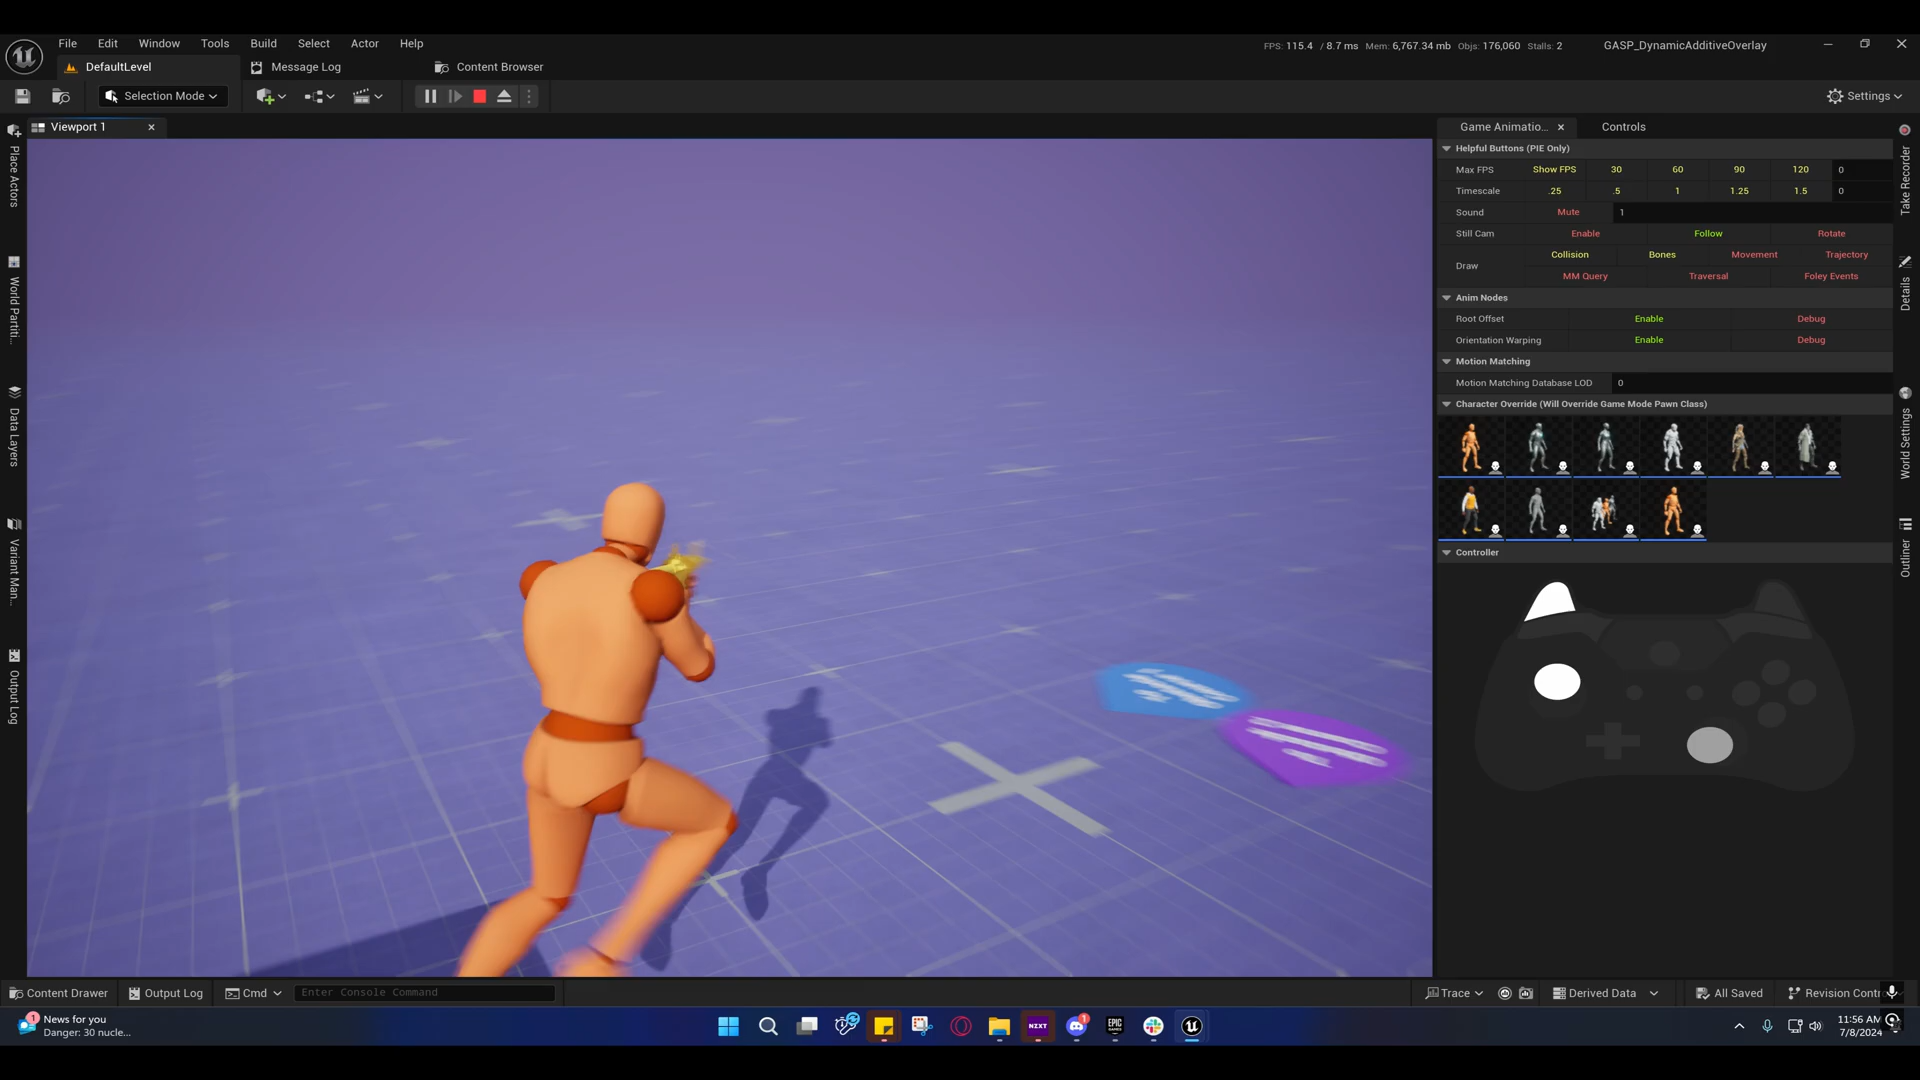 File Edit Window Tools Build Select Actor Help
FPS: 115.4 / 8.7 ms Mem: 6,767.34 mb Objs: 176,060 Stalls: 2
GASP_DynamicAdditiveOverlay
DefaultLevel
Message Log
Content Browser
Selection Mode
Settings
Viewport 1
Game Animatio...
Controls
Place Actors
World Partiti...
Data Layers
Variant Man...
Output Log
Helpful Buttons (PIE Only)
Max FPS Show FPS 30 60 90 120 0
Timescale .25 .5 1 1.25 1.5 0
Sound Mute 1
Still Cam Enable Follow Rotate
Draw
Collision Bones Movement Trajectory
MM Query Traversal Foley Events
Anim Nodes
Root Offset Enable Debug
Orientation Warping Enable Debug
Motion Matching
Motion Matching Database LOD 0
Character Override (Will Override Game Mode Pawn Class)
Controller
Take Recorder
Details
World Settings
Outliner
Content Drawer
Output Log
Cmd
Enter Console Command
Trace
Derived Data
All Saved
Revision Contr
1
News for you
Danger: 30 nucle...
NZXT
1
EPIC GAMES
11:56 AM
7/8/2024